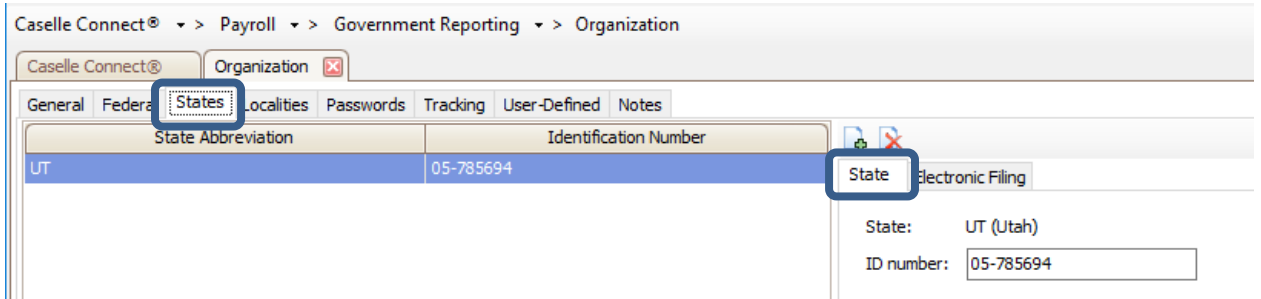 Caselle Connect® > Payroll > Government Reporting > Organization
Caselle Connect® Organization
General Federal States Localities Passwords Tracking User-Defined Notes
State Abbreviation Identification Number
UT 05-785694
State Electronic Filing
State: UT (Utah)
ID number: 05-785694